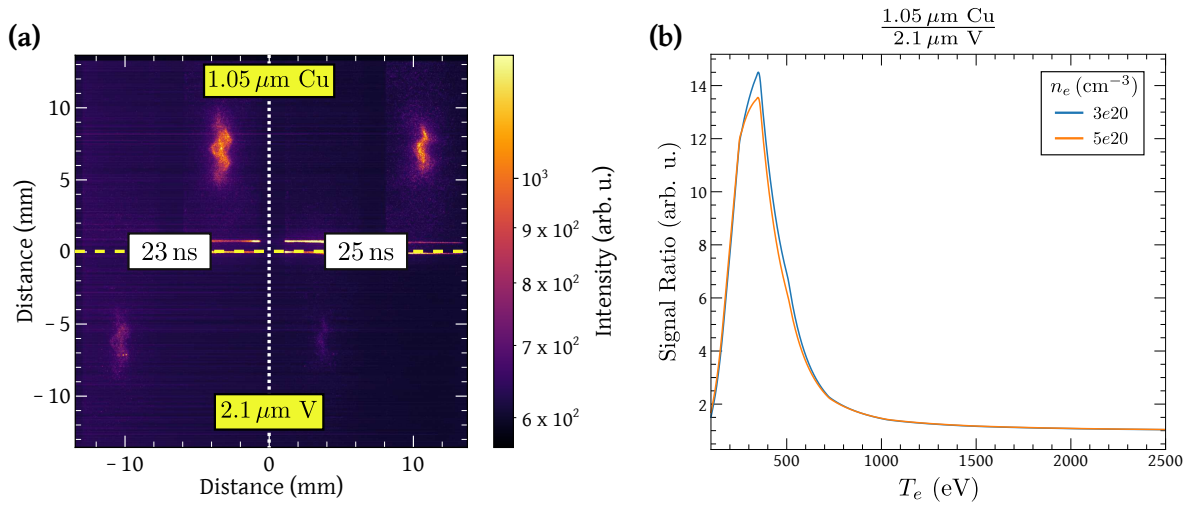 (a)
1.05 μm Cu
23 ns
25 ns
2.1 μm V
Distance (mm)
10
5
0
− 5
− 10
− 10
0
10
Distance (mm)
Intensity (arb. u.)
10³
9 x 10²
8 x 10²
7 x 10²
6 x 10²
(b)
1.05 μm Cu
2.1 μm V
Signal Ratio (arb. u.)
14
12
10
8
6
4
2
nₑ (cm⁻³)
3e20
5e20
500
1000
1500
2000
2500
Tₑ (eV)